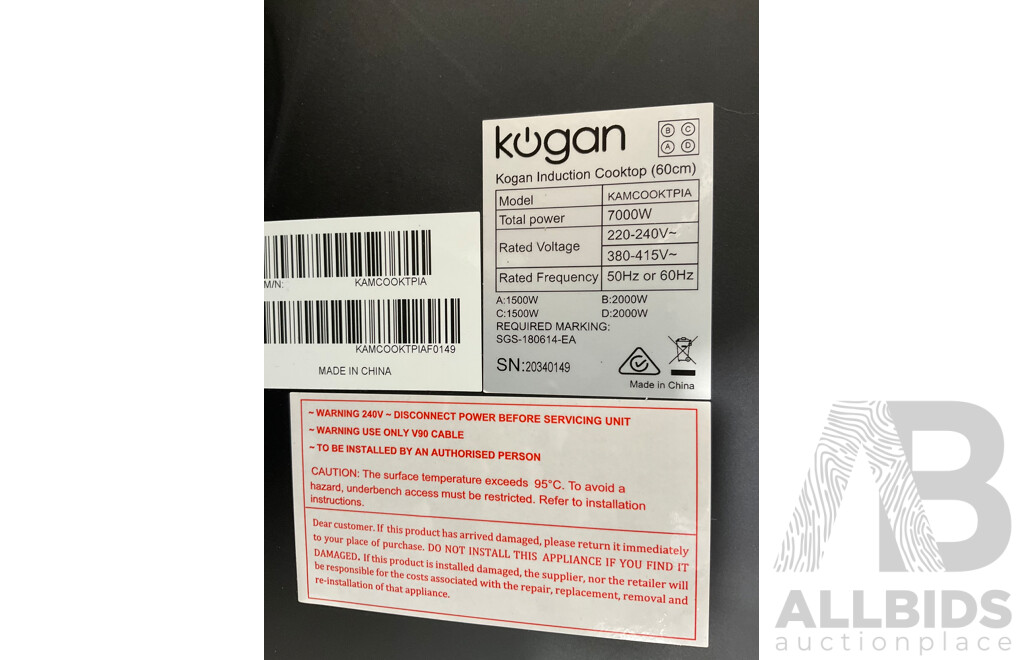 kogan
B C
A D
Kogan Induction Cooktop (60cm)
Model KAMCOOKTPIA
Total power 7000W
Rated Voltage 220-240V~
380-415V~
Rated Frequency 50Hz or 60Hz
A:1500W B:2000W
C:1500W D:2000W
REQUIRED MARKING:
SGS-180614-EA
SN:20340149
Made in China
M/N: KAMCOOKTPIA
KAMCOOKTPIAF0149
MADE IN CHINA
~ WARNING 240V ~ DISCONNECT POWER BEFORE SERVICING UNIT
~ WARNING USE ONLY V90 CABLE
~ TO BE INSTALLED BY AN AUTHORISED PERSON
CAUTION: The surface temperature exceeds 95°C. To avoid a
hazard, underbench access must be restricted. Refer to installation
instructions.
Dear customer. If this product has arrived damaged, please return it immediately
to your place of purchase. DO NOT INSTALL THIS APPLIANCE IF YOU FIND IT
DAMAGED. If this product is installed damaged, the supplier, nor the retailer will
be responsible for the costs associated with the repair, replacement, removal and
re-installation of that appliance.
AB
ALLBIDS
auctionplace